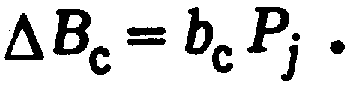 ΔB_c = b_c P_j .